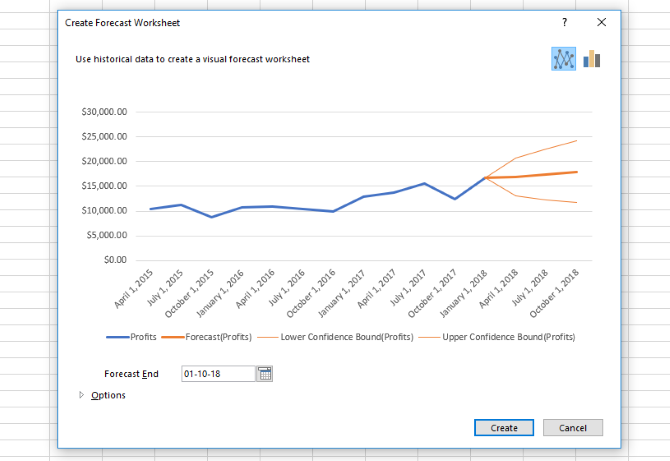 Create Forecast Worksheet ? ×
Use historical data to create a visual forecast worksheet
$30,000.00
$25,000.00
$20,000.00
$15,000.00
$10,000.00
$5,000.00
$0.00
April 1, 2015
July 1, 2015
October 1, 2015
January 1, 2016
April 1, 2016
July 1, 2016
October 1, 2016
January 1, 2017
April 1, 2017
July 1, 2017
October 1, 2017
January 1, 2018
April 1, 2018
July 1, 2018
October 1, 2018
Profits Forecast(Profits) Lower Confidence Bound(Profits) Upper Confidence Bound(Profits)
Forecast End 01-10-18
Options
Create Cancel